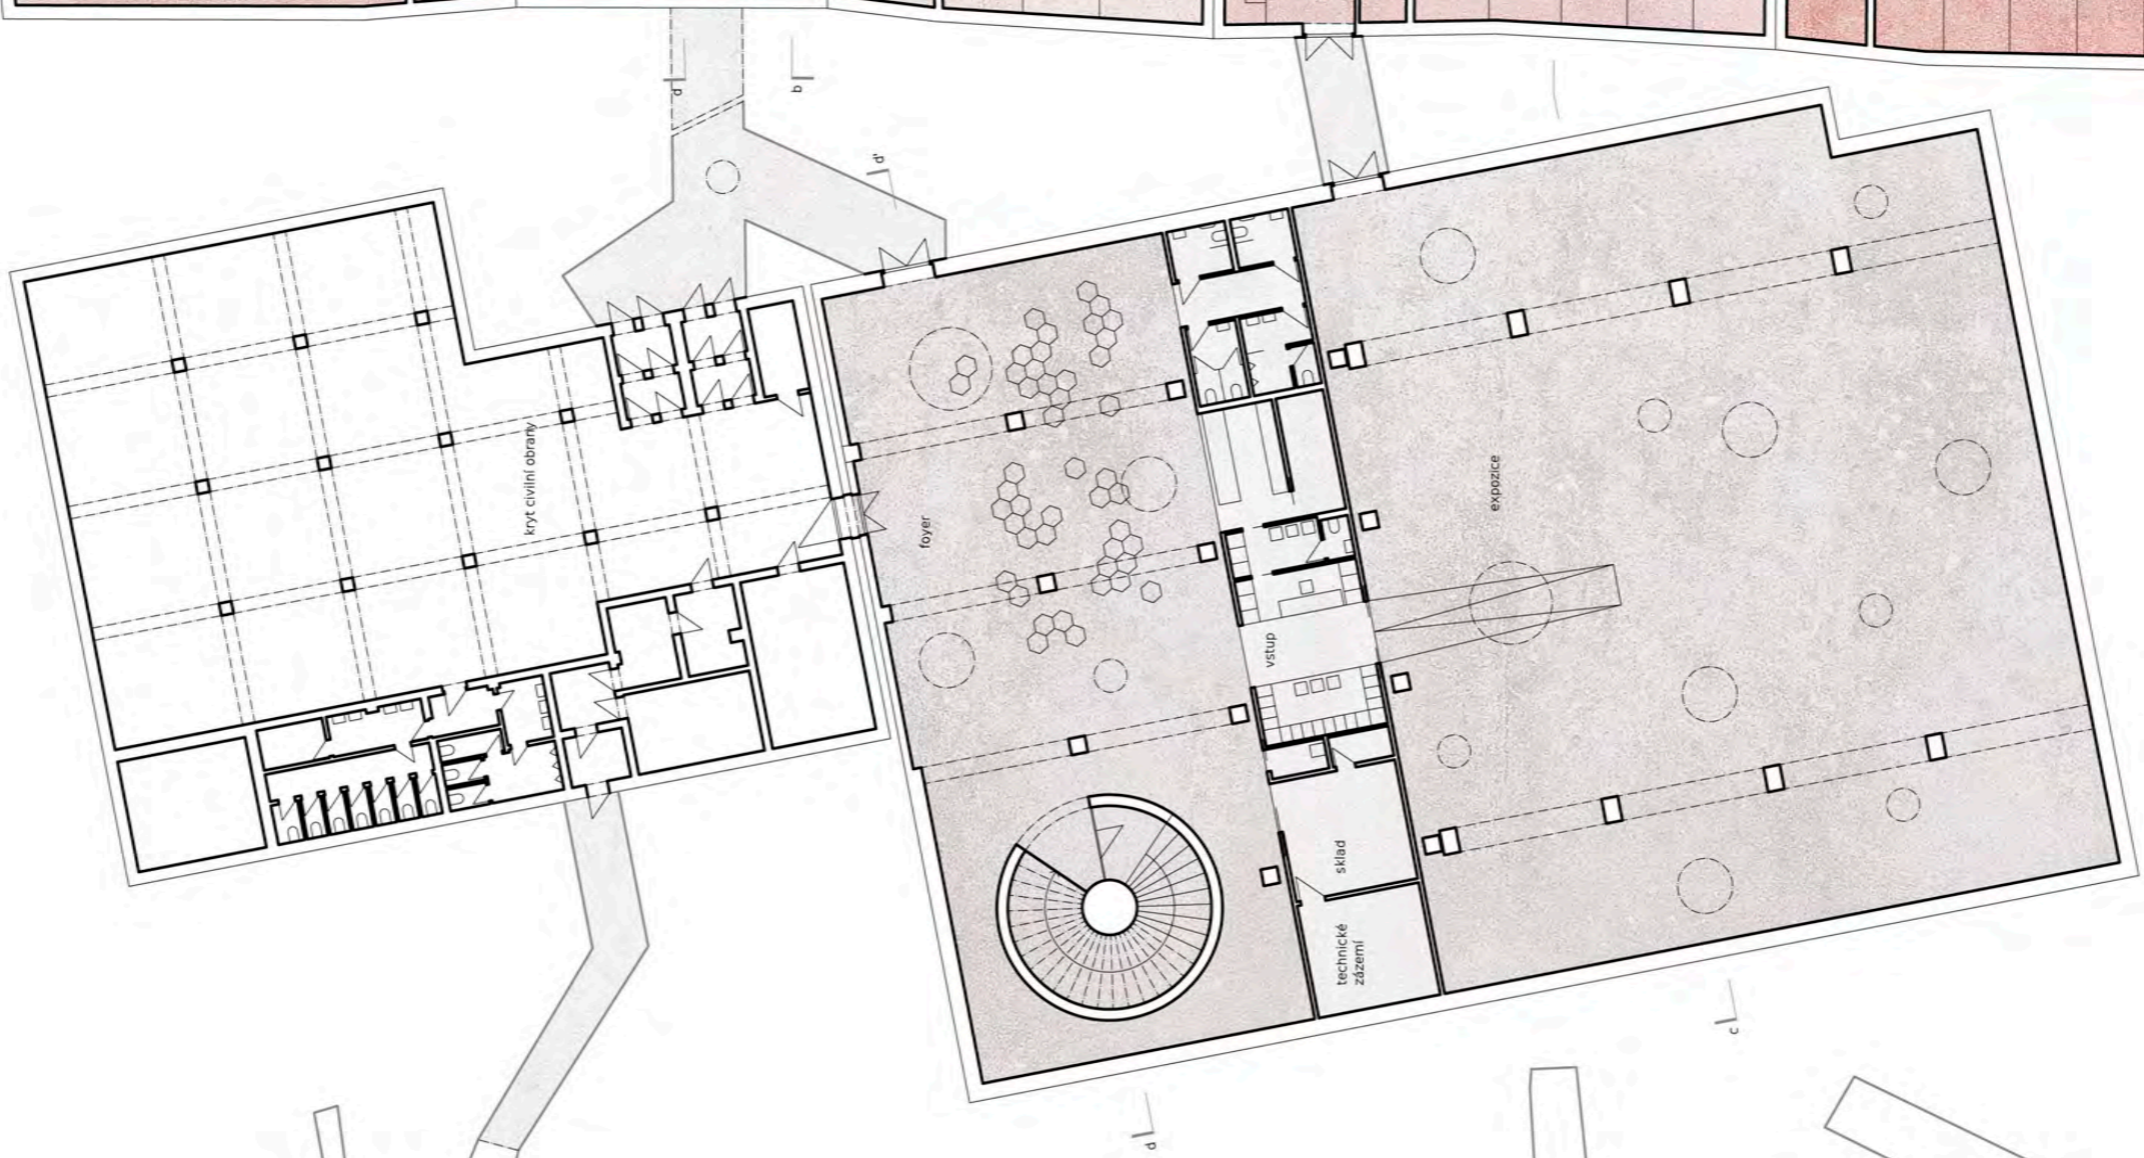 d
b
d'
kryt civilní obrany
foyer
vstup
expozice
sklad
technické
zázemí
c
d